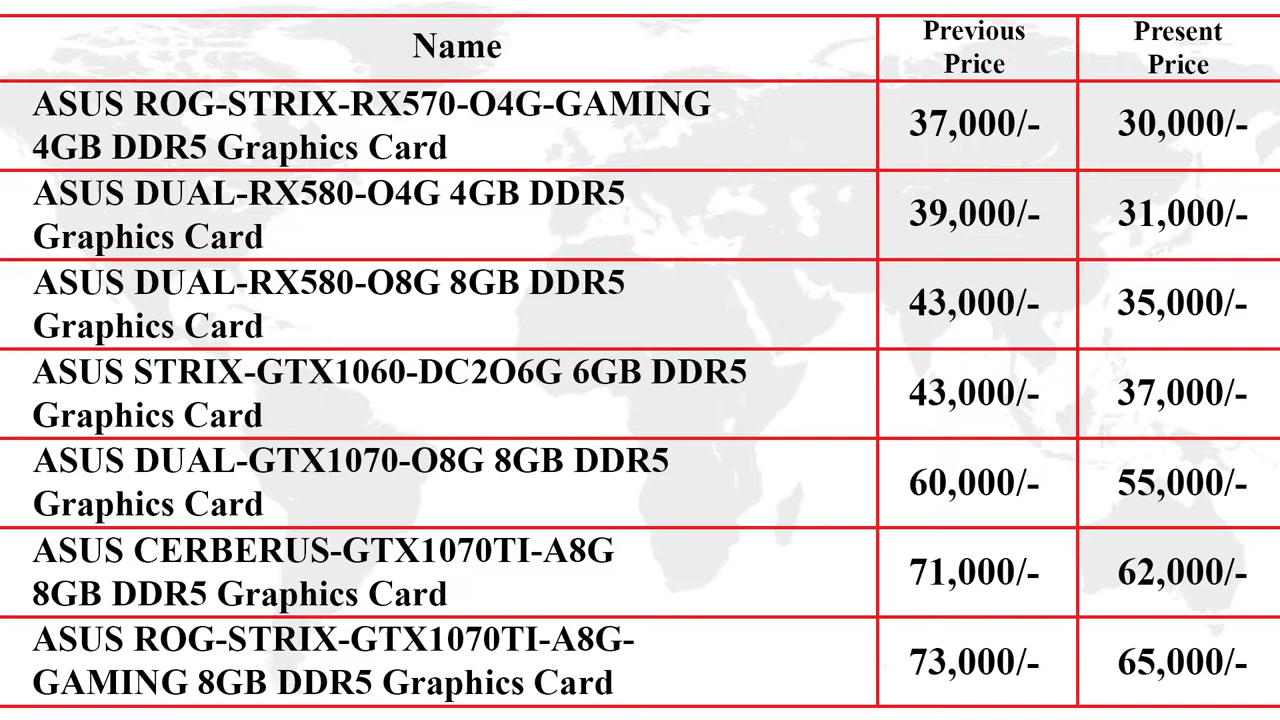 Name
Previous
Price
Present
Price
ASUS ROG-STRIX-RX570-O4G-GAMING
4GB DDR5 Graphics Card
37,000/-
30,000/-
ASUS DUAL-RX580-O4G 4GB DDR5
Graphics Card
39,000/-
31,000/-
ASUS DUAL-RX580-O8G 8GB DDR5
Graphics Card
43,000/-
35,000/-
ASUS STRIX-GTX1060-DC2O6G 6GB DDR5
Graphics Card
43,000/-
37,000/-
ASUS DUAL-GTX1070-O8G 8GB DDR5
Graphics Card
60,000/-
55,000/-
ASUS CERBERUS-GTX1070TI-A8G
8GB DDR5 Graphics Card
71,000/-
62,000/-
ASUS ROG-STRIX-GTX1070TI-A8G-
GAMING 8GB DDR5 Graphics Card
73,000/-
65,000/-